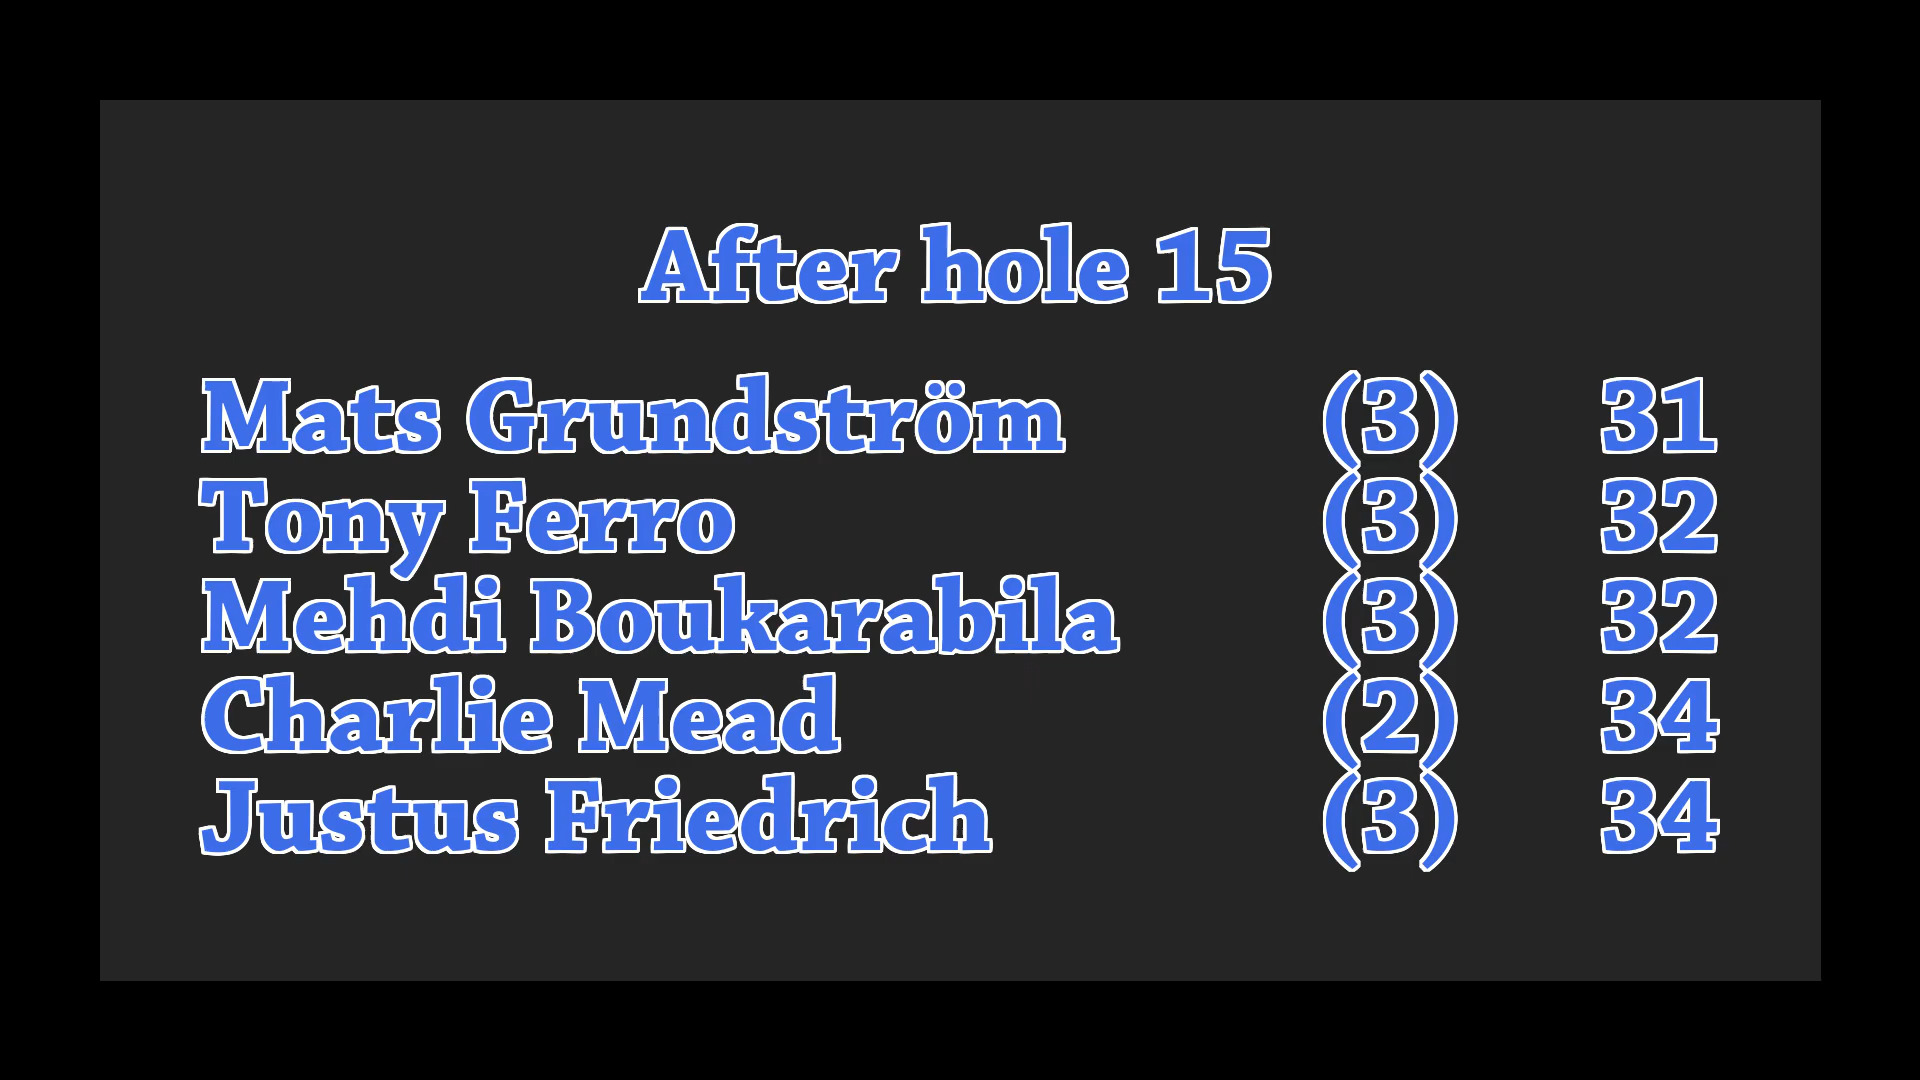 After hole 15
Mats Grundström (3) 31
Tony Ferro (3) 32
Mehdi Boukarabila (3) 32
Charlie Mead (2) 34
Justus Friedrich (3) 34